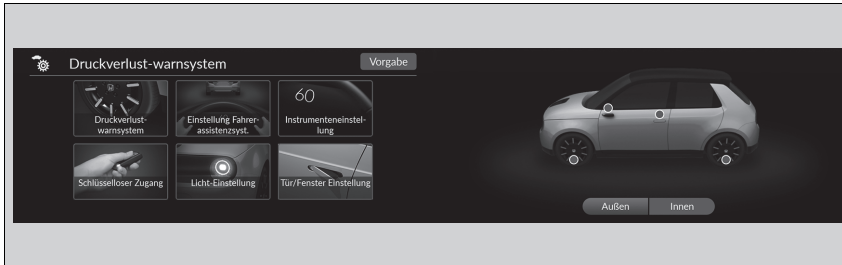 Druckverlust-warnsystem
Vorgabe
Druckverlust-
warnsystem
Einstellung Fahrer-
assistenzsyst.
60
Instrumenteneinstel-
lung
Schlüsselloser Zugang
Licht-Einstellung
Tür/Fenster Einstellung
Außen
Innen